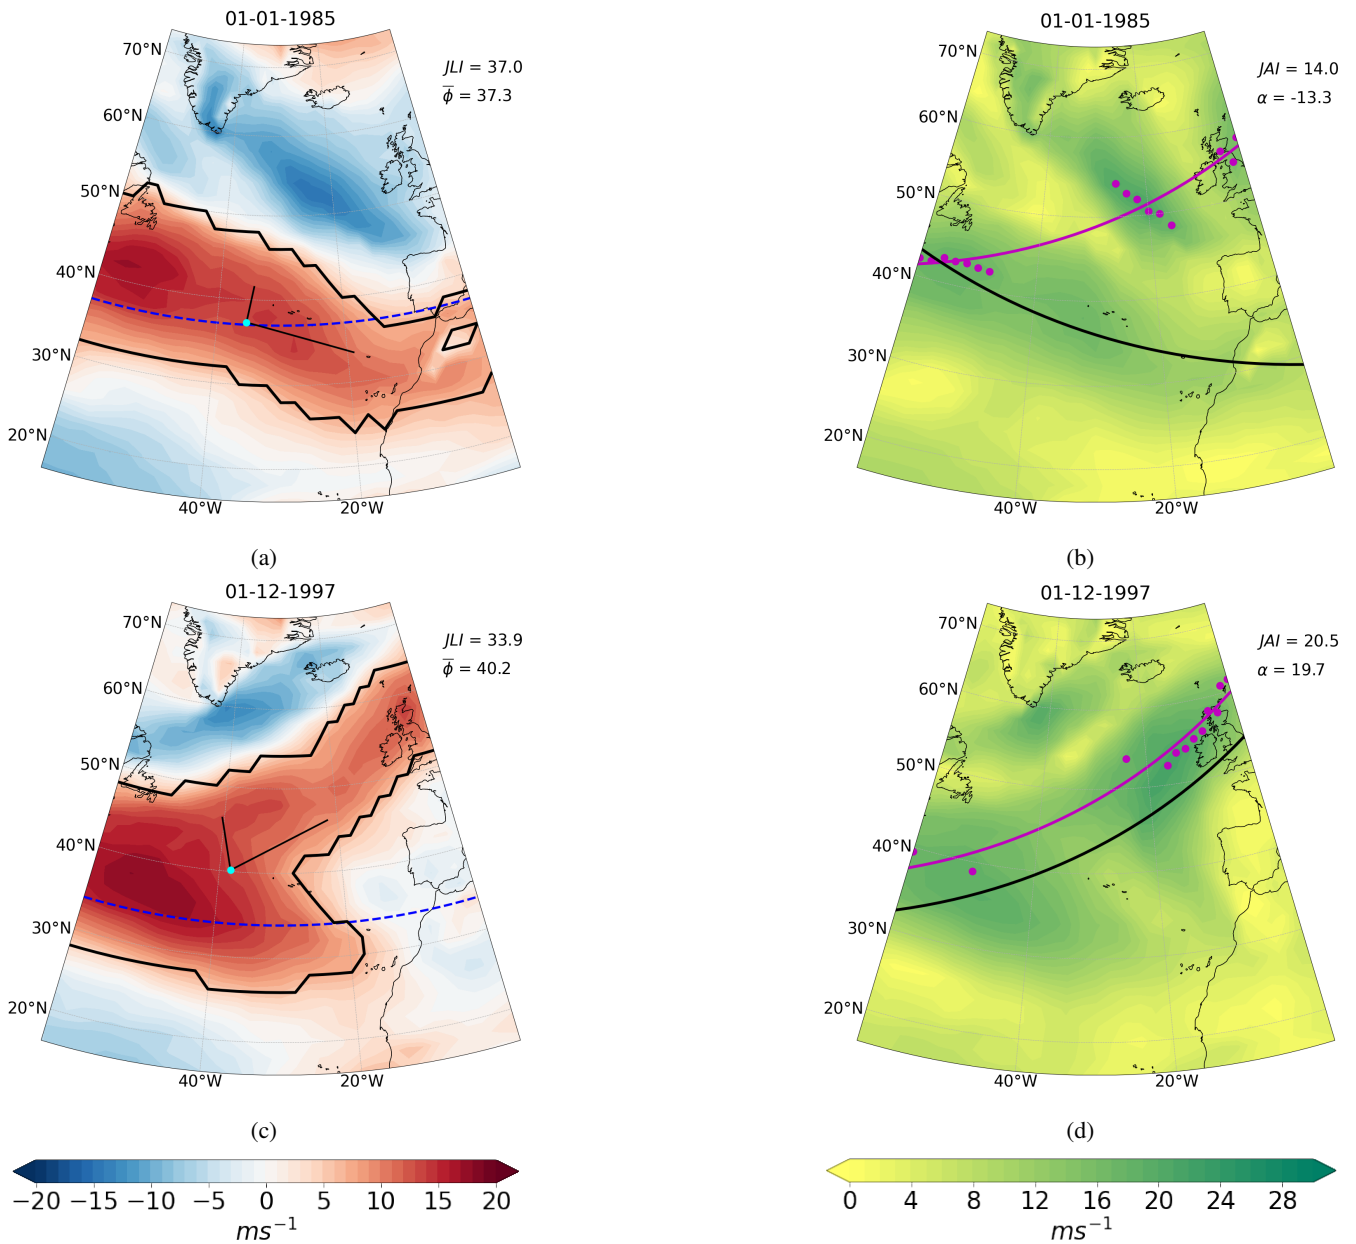 01-01-1985
JLI = 37.0
ϕ̅ = 37.3
70°N
60°N
50°N
40°N
30°N
20°N
40°W 20°W
(a)
01-01-1985
JAI = 14.0
α = -13.3
70°N
60°N
50°N
40°N
30°N
20°N
40°W 20°W
(b)
01-12-1997
JLI = 33.9
ϕ̅ = 40.2
70°N
60°N
50°N
40°N
30°N
20°N
40°W 20°W
(c)
01-12-1997
JAI = 20.5
α = 19.7
70°N
60°N
50°N
40°N
30°N
20°N
40°W 20°W
(d)
−20 −15 −10 −5 0 5 10 15 20
ms⁻¹
0 4 8 12 16 20 24 28
ms⁻¹